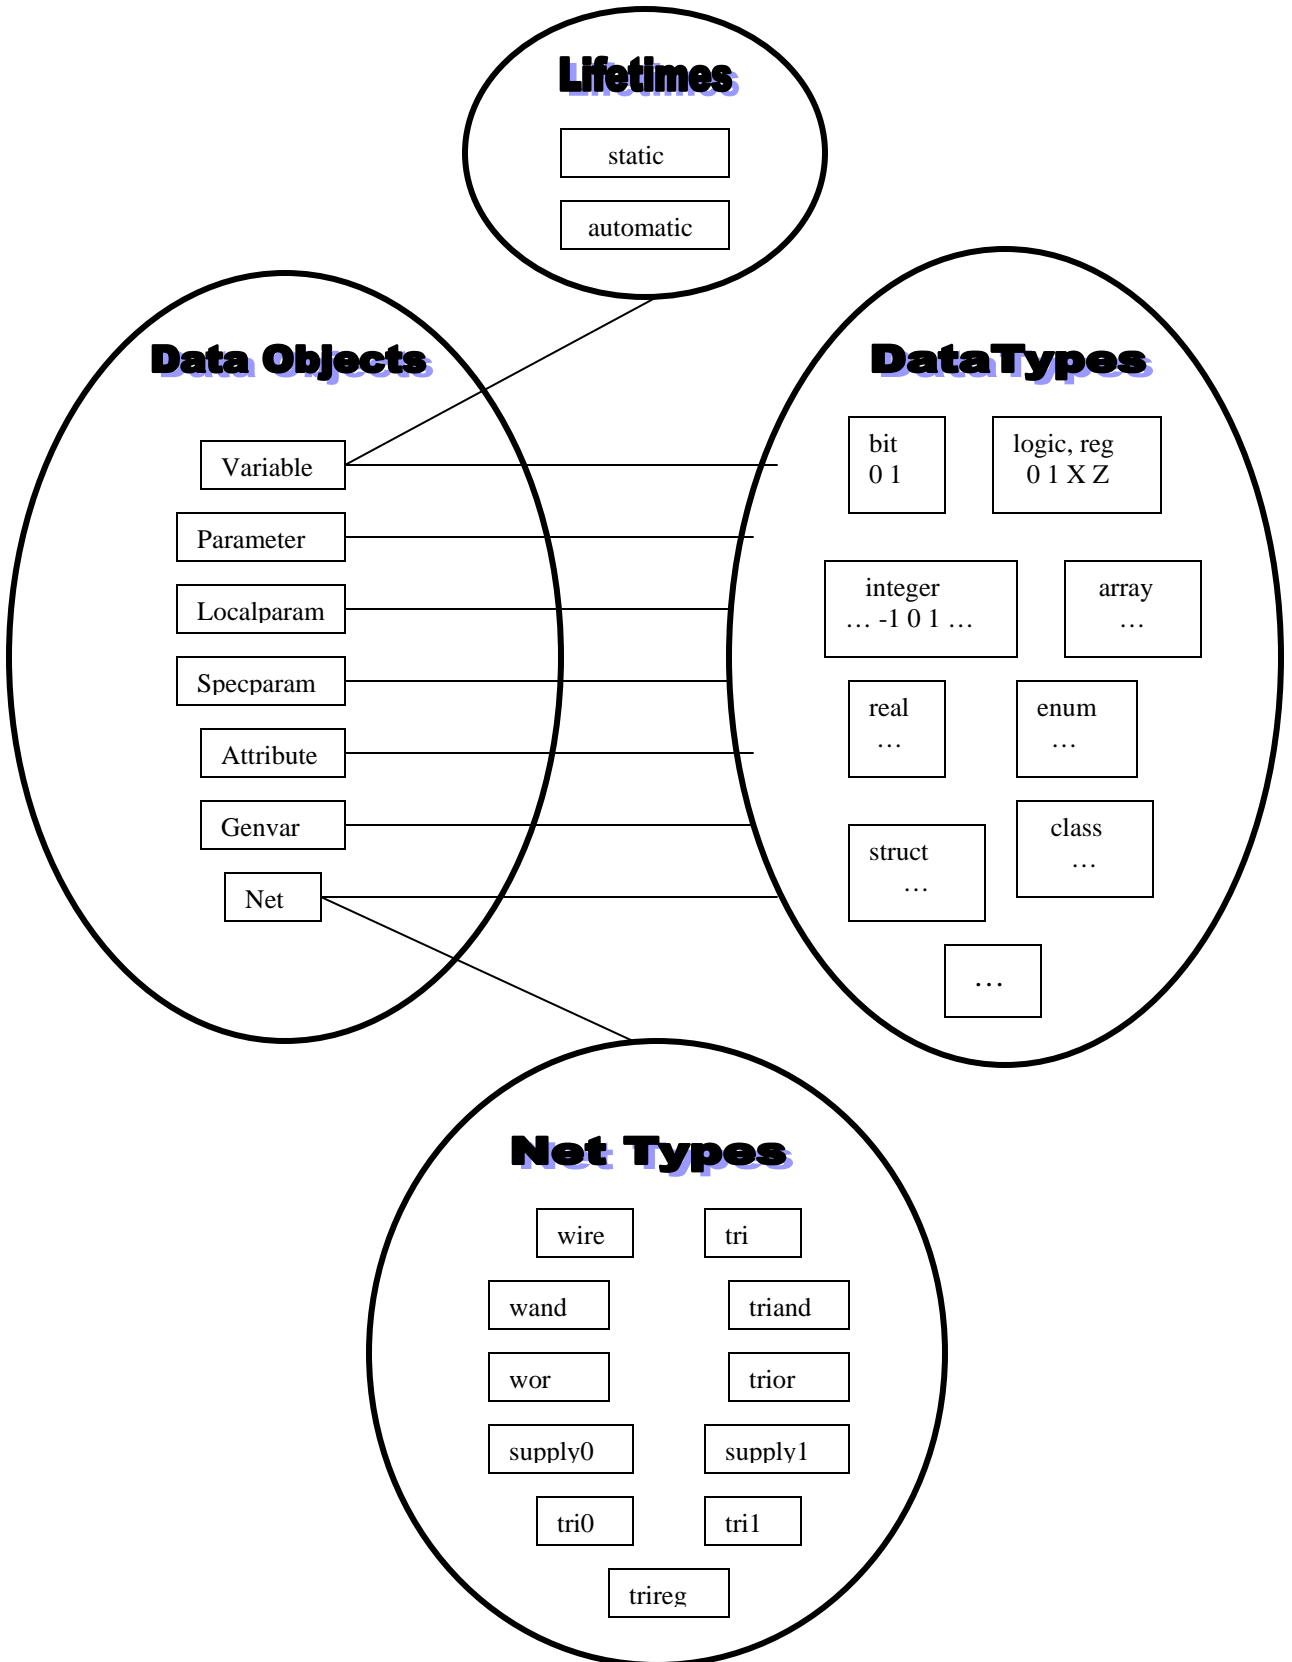 Lifetimes
static
automatic
Data Objects
Variable
Parameter
Localparam
Specparam
Attribute
Genvar
Net
DataTypes
bit
0 1
logic, reg
0 1 X Z
integer
… -1 0 1 …
array
…
real
…
enum
…
struct
…
class
…
…
Net Types
wire
tri
wand
triand
wor
trior
supply0
supply1
tri0
tri1
trireg